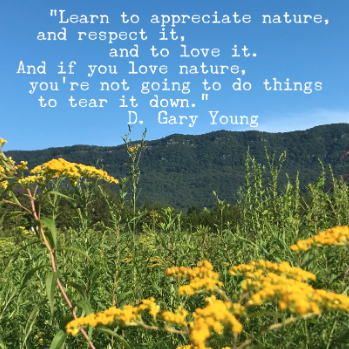 "Learn to appreciate nature,
and respect it,
and to love it.
And if you love nature,
you're not going to do things
to tear it down."
D. Gary Young